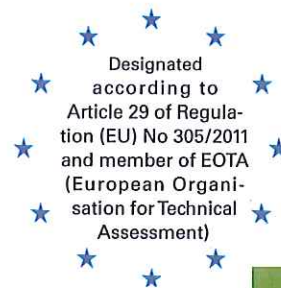 Designated
according to
Article 29 of Regula-
tion (EU) No 305/2011
and member of EOTA
(European Organi-
sation for Technical
Assessment)